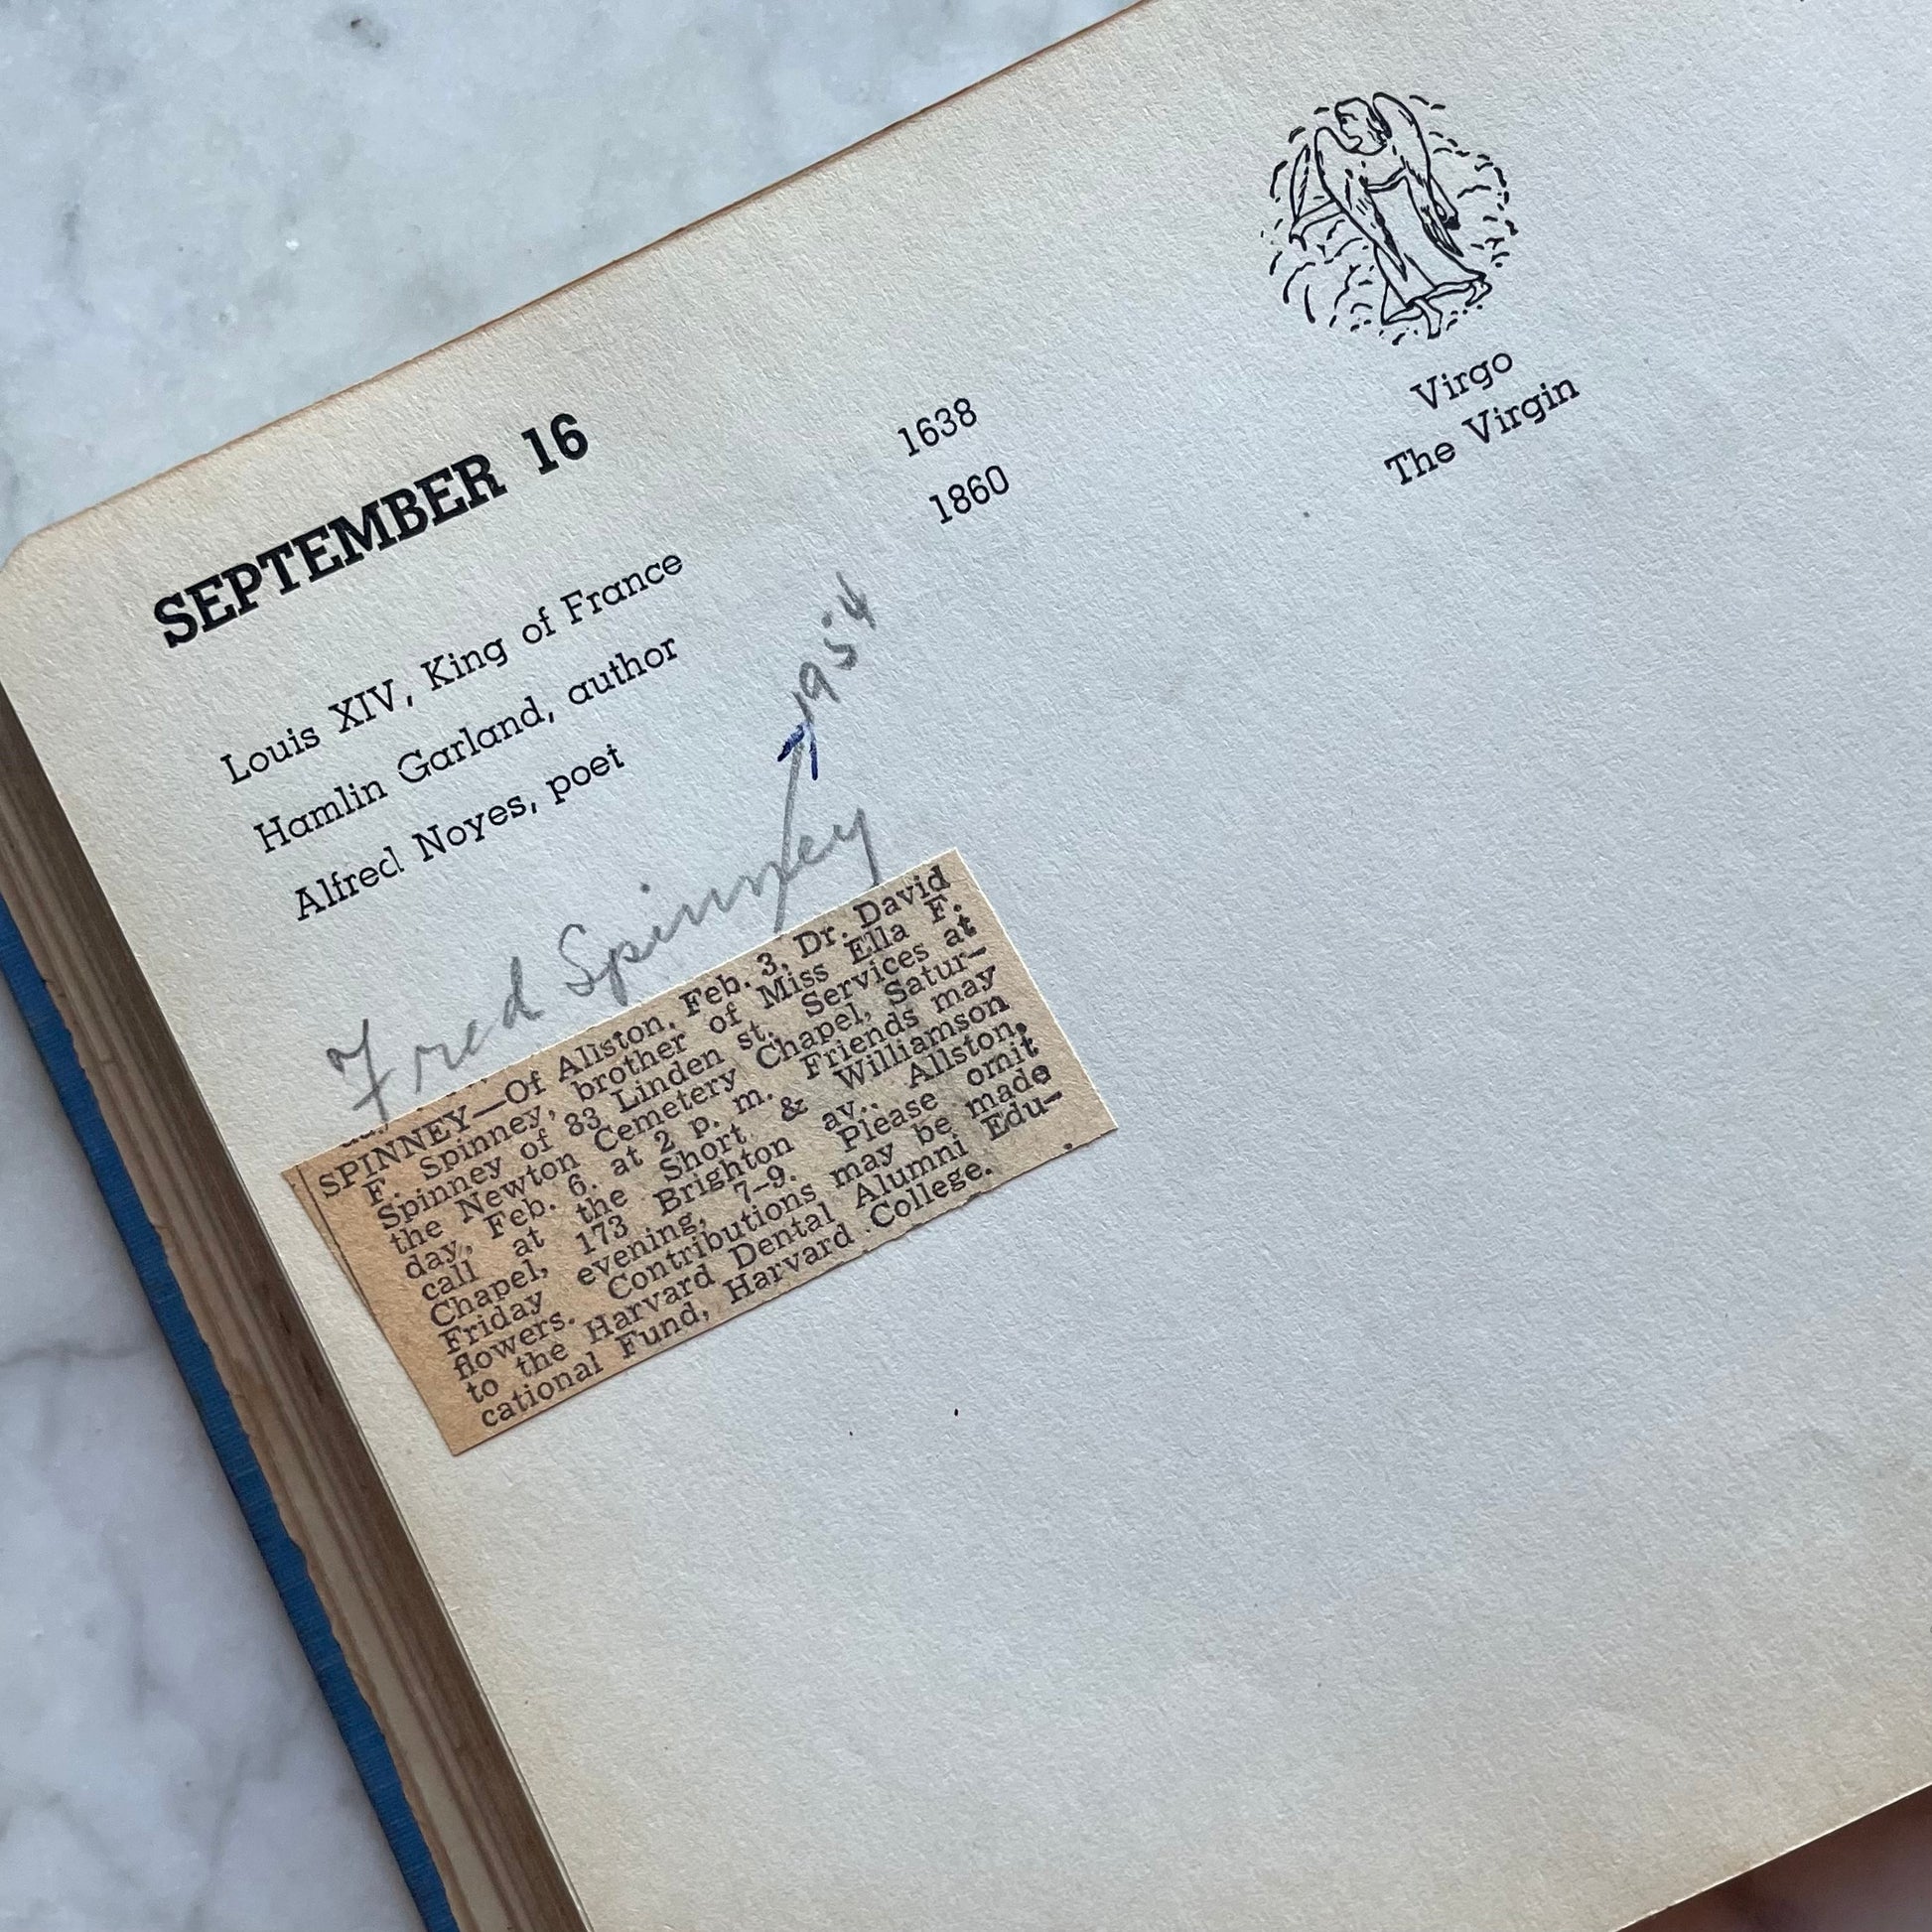 SEPTEMBER 16
Louis XIV, King of France 1638
Hamlin Garland, author 1860
Alfred Noyes, poet
Virgo
The Virgin
1954
Fred Spinney
SPINNEY—Of Allston, Feb. 3, Dr. David
F. Spinney, brother of Miss Ella F.
Spinney of 83 Linden st. Services at
the Newton Cemetery Chapel, Satur-
day, Feb. 6, at 2 p. m. Friends may
call at the Short & Williamson
Chapel, 173 Brighton av., Allston,
Friday evening, 7-9. Please omit
flowers. Contributions may be made
to the Harvard Dental Alumni Edu-
cational Fund, Harvard College.